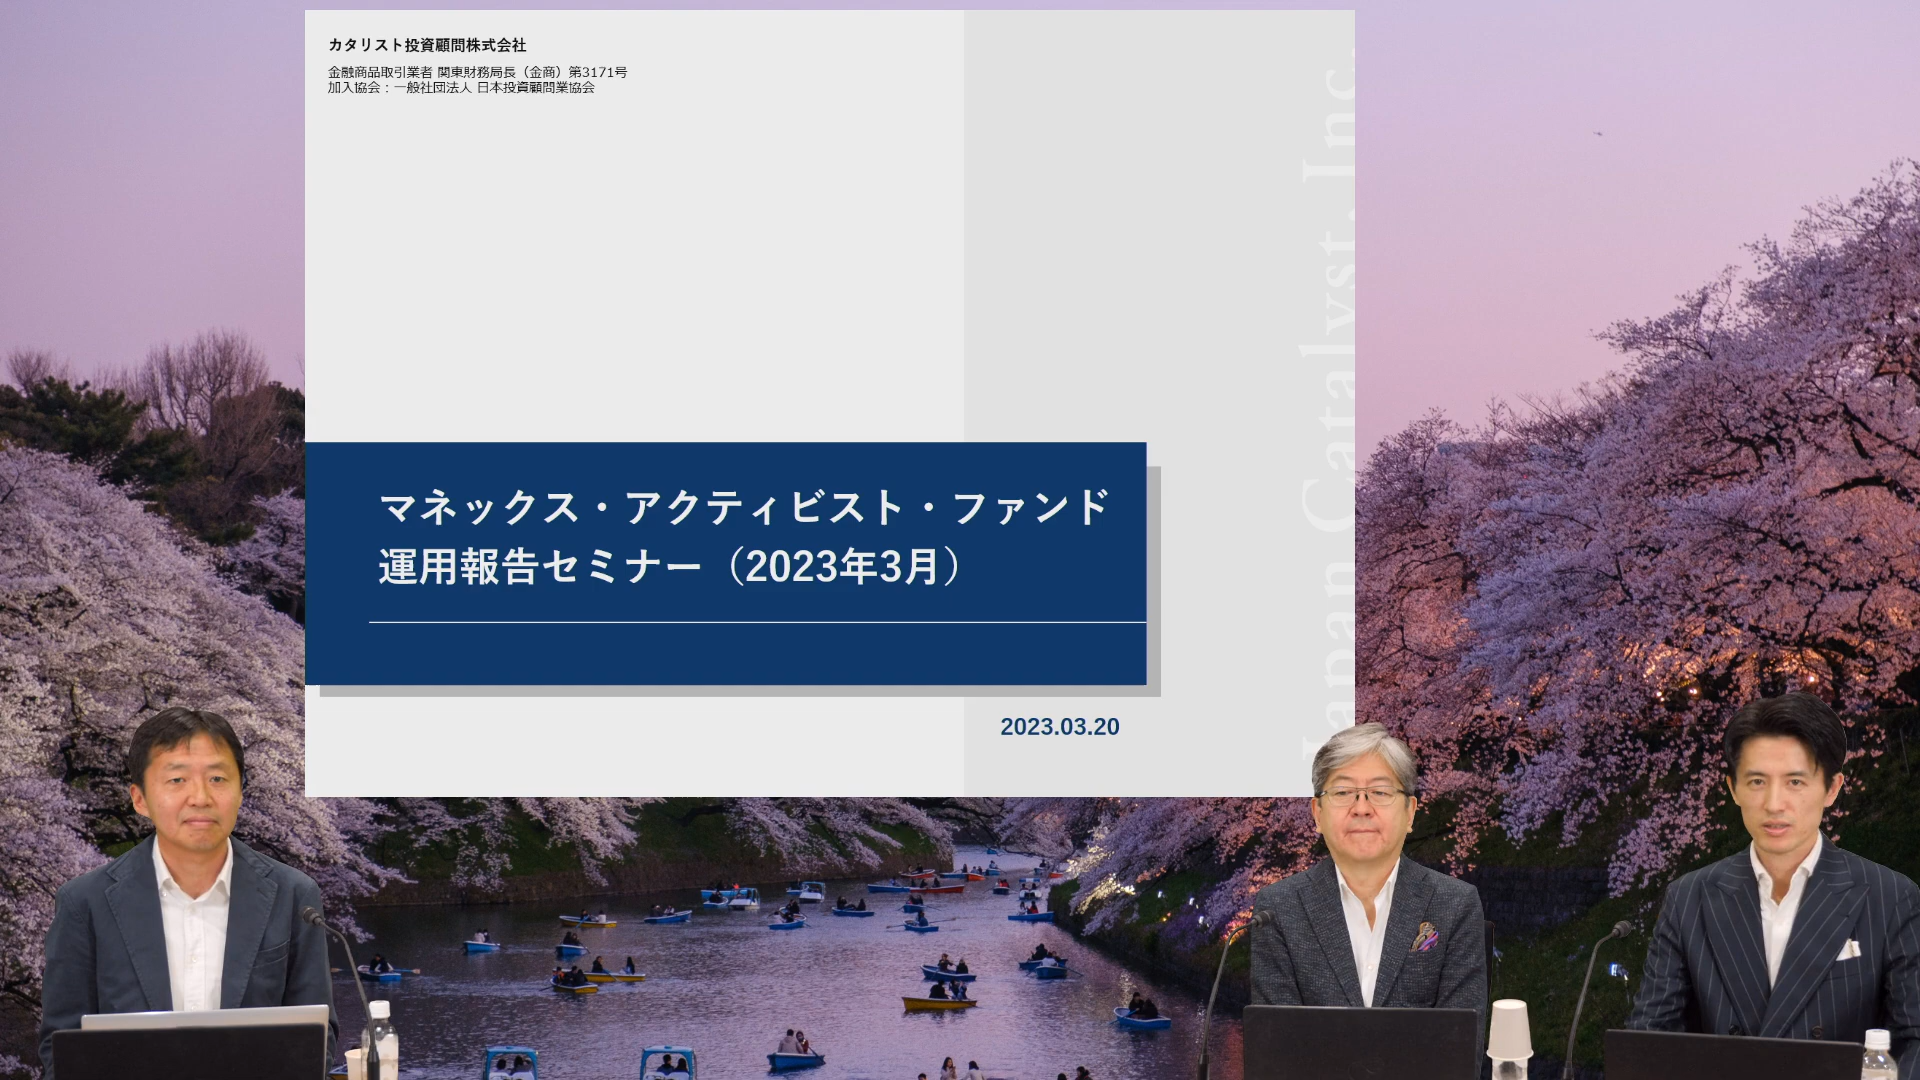 カタリスト投資顧問株式会社
金融商品取引業者 関東財務局長（金商）第3171号
加入協会：一般社団法人 日本投資顧問業協会
マネックス・アクティビスト・ファンド
運用報告セミナー（2023年3月）
2023.03.20
Japan Catalyst, Inc.